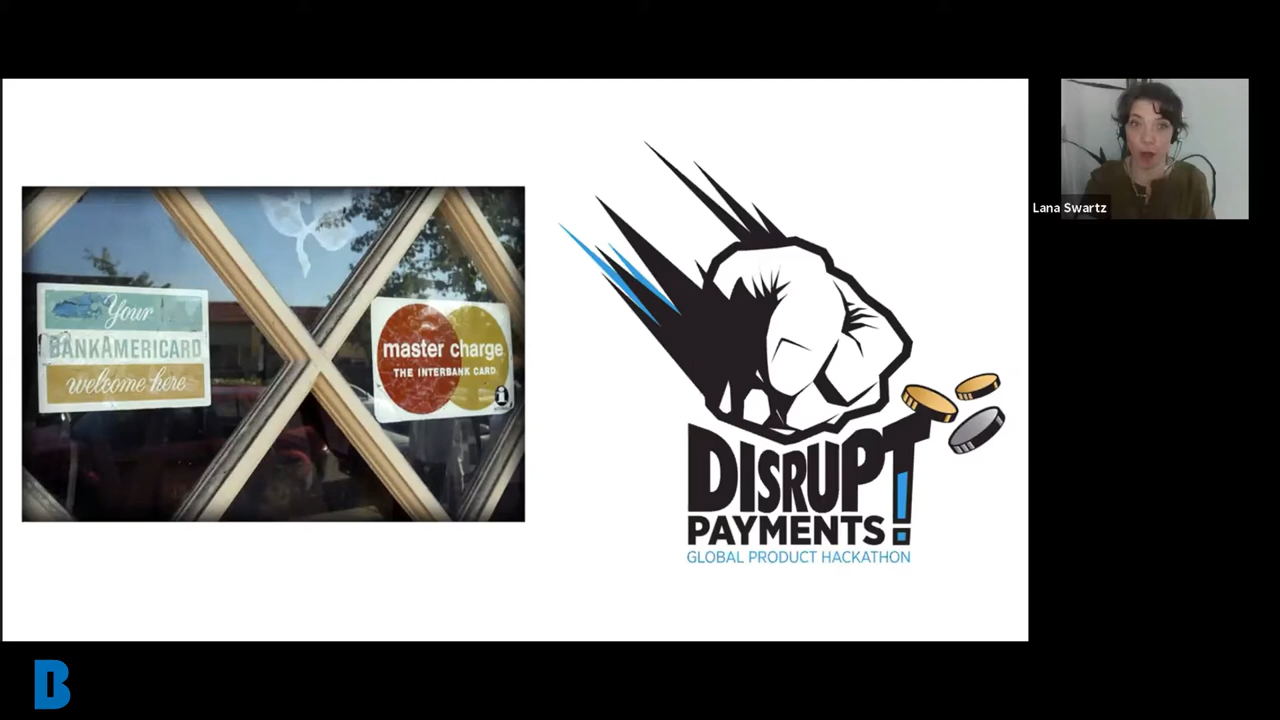 Your
BANKAMERICARD
welcome here
master charge
THE INTERBANK CARD
i
DISRUPT
PAYMENTS!
GLOBAL PRODUCT HACKATHON
Lana Swartz
B